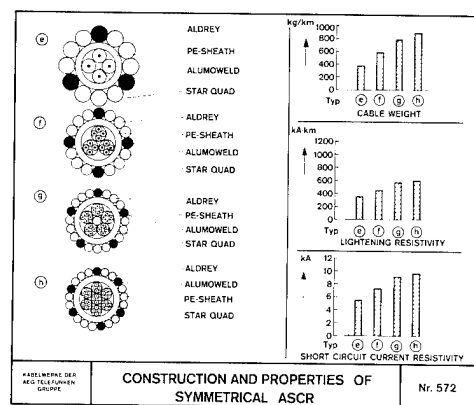 e
ALDREY
PE-SHEATH
ALUMOWELD
STAR QUAD
f
ALDREY
PE-SHEATH
ALUMOWELD
STAR QUAD
g
ALDREY
PE-SHEATH
ALUMOWELD
STAR QUAD
h
ALDREY
ALUMOWELD
PE-SHEATH
STAR QUAD
kg/km
1000
800
600
400
200
0
Typ e f g h
CABLE WEIGHT
kA·km
1200
1000
800
600
400
200
0
Typ e f g h
LIGHTENING RESISTIVITY
kA
12
10
8
6
4
2
0
Typ e f g h
SHORT CIRCUIT CURRENT RESISTIVITY
KABELWERKE DER
AEG TELEFUNKEN
GRUPPE
CONSTRUCTION AND PROPERTIES OF
SYMMETRICAL ASCR
Nr. 572